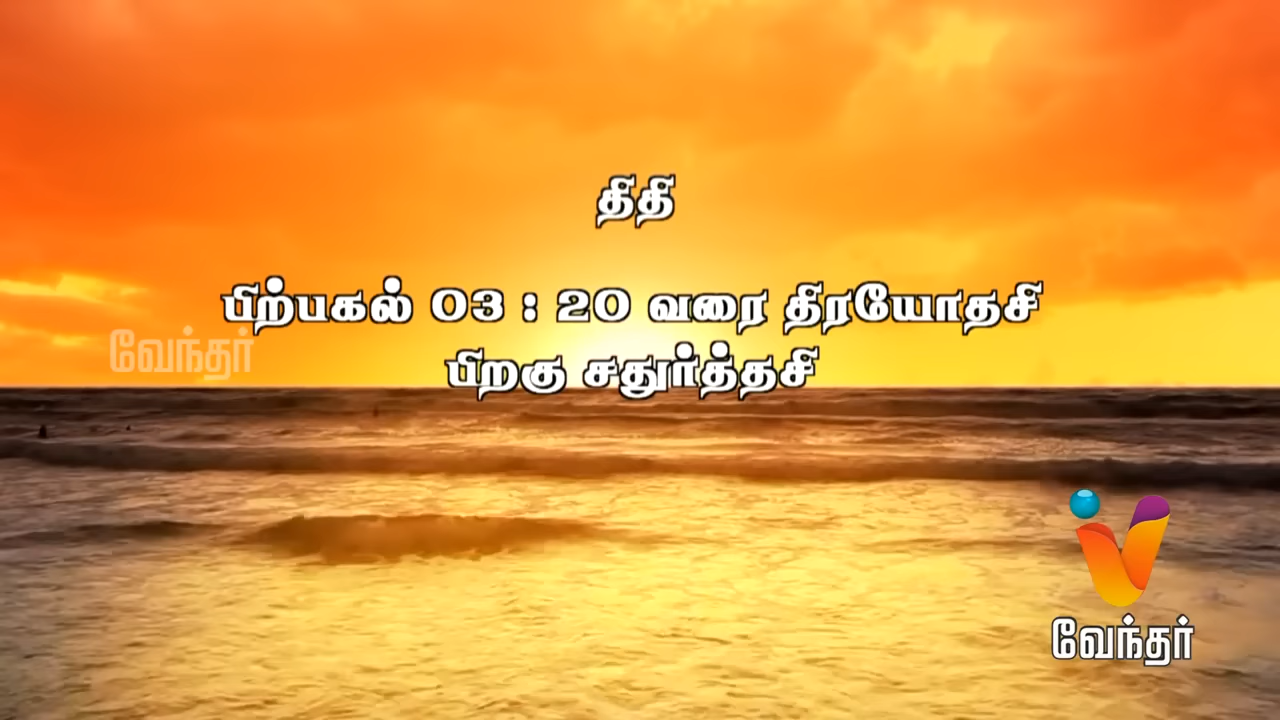 திதி
பிற்பகல் 03 : 20 வரை திரயோதசி
பிறகு சதுர்த்தசி
வேந்தர்
வேந்தர்